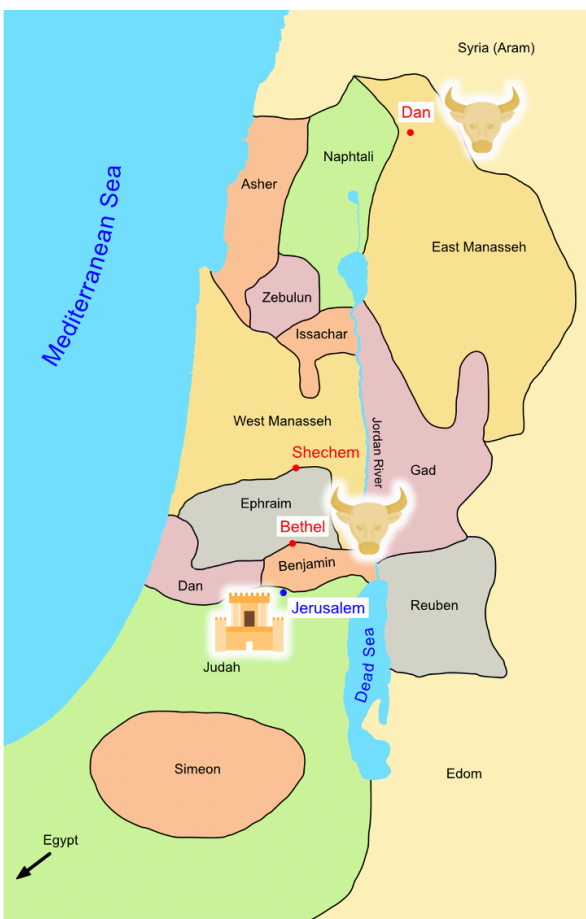 Syria (Aram)
Dan
Naphtali
Asher
East Manasseh
Mediterranean Sea
Zebulun
Issachar
West Manasseh
Jordan River
Shechem
Gad
Ephraim
Bethel
Benjamin
Dan
Jerusalem
Reuben
Dead Sea
Judah
Simeon
Edom
Egypt